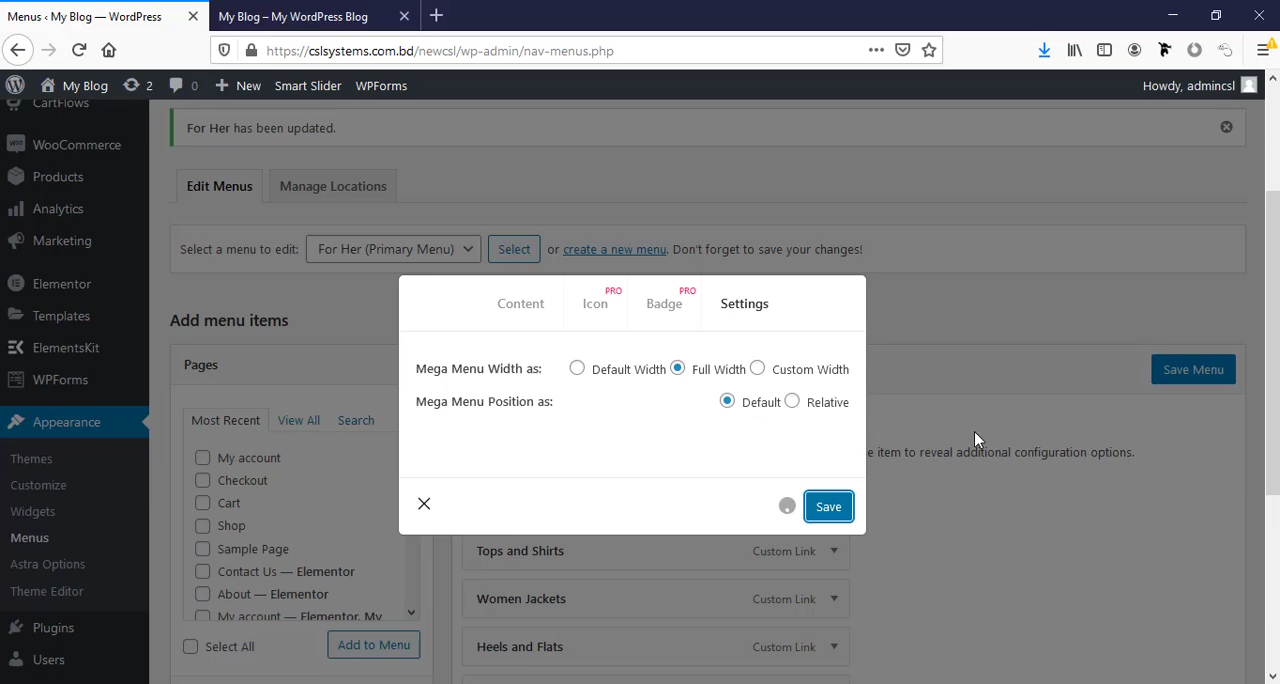 Menus ‹ My Blog — WordPress
My Blog – My WordPress Blog
https://cslsystems.com.bd/newcsl/wp-admin/nav-menus.php
My Blog 2 0 New Smart Slider WPForms Howdy, admincsl
CartFlows
WooCommerce
Products
Analytics
Marketing
Elementor
Templates
ElementsKit
WPForms
Appearance
Themes
Customize
Widgets
Menus
Astra Options
Theme Editor
Plugins
Users
For Her has been updated.
Edit Menus Manage Locations
Select a menu to edit: For Her (Primary Menu) Select or create a new menu. Don't forget to save your changes!
Add menu items
Pages
Most Recent View All Search
My account
Checkout
Cart
Shop
Sample Page
Contact Us — Elementor
About — Elementor
My account — Elementor, My
Select All Add to Menu
Content Icon PRO Badge PRO Settings
Mega Menu Width as: Default Width Full Width Custom Width
Mega Menu Position as: Default Relative
Save
Save Menu
e item to reveal additional configuration options.
Tops and Shirts Custom Link
Women Jackets Custom Link
Heels and Flats Custom Link